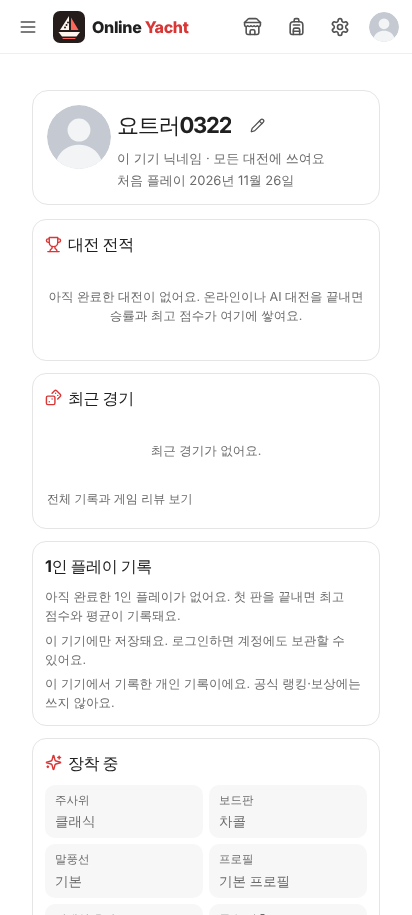 Online Yacht
요트러0322
이 기기 닉네임 · 모든 대전에 쓰여요
처음 플레이 2026년 11월 26일
대전 전적
아직 완료한 대전이 없어요. 온라인이나 AI 대전을 끝내면
승률과 최고 점수가 여기에 쌓여요.
최근 경기
최근 경기가 없어요.
전체 기록과 게임 리뷰 보기
1인 플레이 기록
아직 완료한 1인 플레이가 없어요. 첫 판을 끝내면 최고
점수와 평균이 기록돼요.
이 기기에만 저장돼요. 로그인하면 계정에도 보관할 수
있어요.
이 기기에서 기록한 개인 기록이에요. 공식 랭킹·보상에는
쓰지 않아요.
장착 중
주사위
클래식
보드판
차콜
말풍선
기본
프로필
기본 프로필